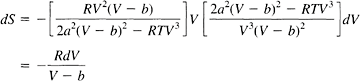 dS = −[RV²(V − b) / 2a²(V − b)² − RTV³] V [2a²(V − b)² − RTV³ / V³(V − b)²] dV
= − RdV / V − b